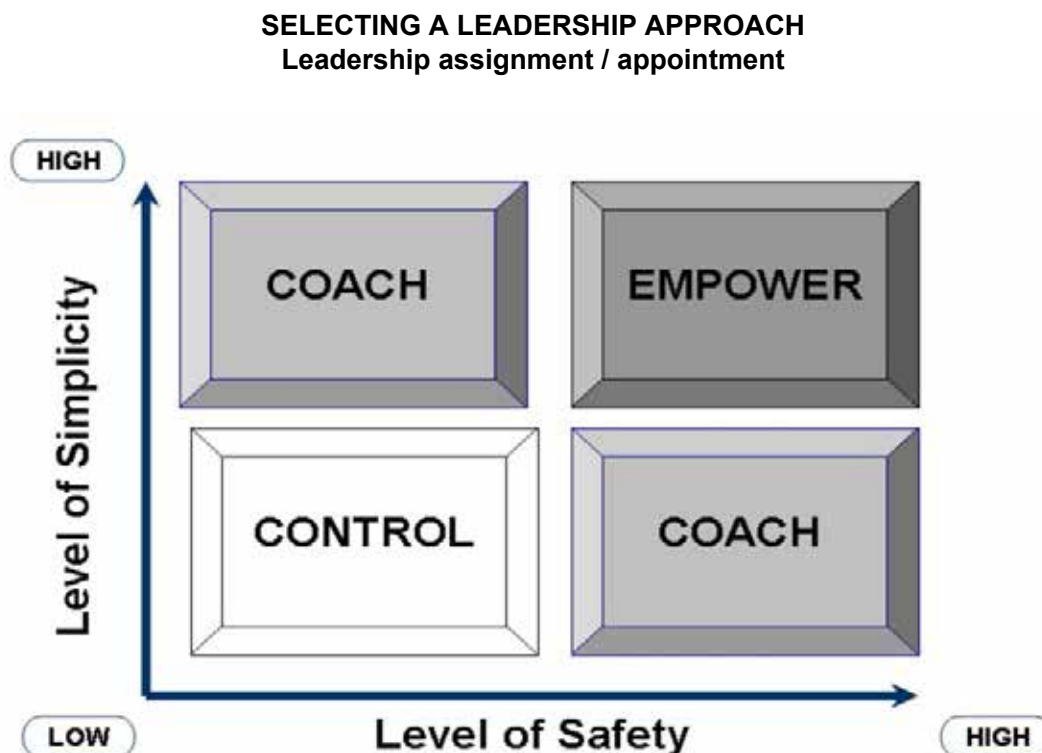 SELECTING A LEADERSHIP APPROACH
Leadership assignment / appointment
HIGH
Level of Simplicity
COACH
EMPOWER
CONTROL
COACH
LOW
Level of Safety
HIGH